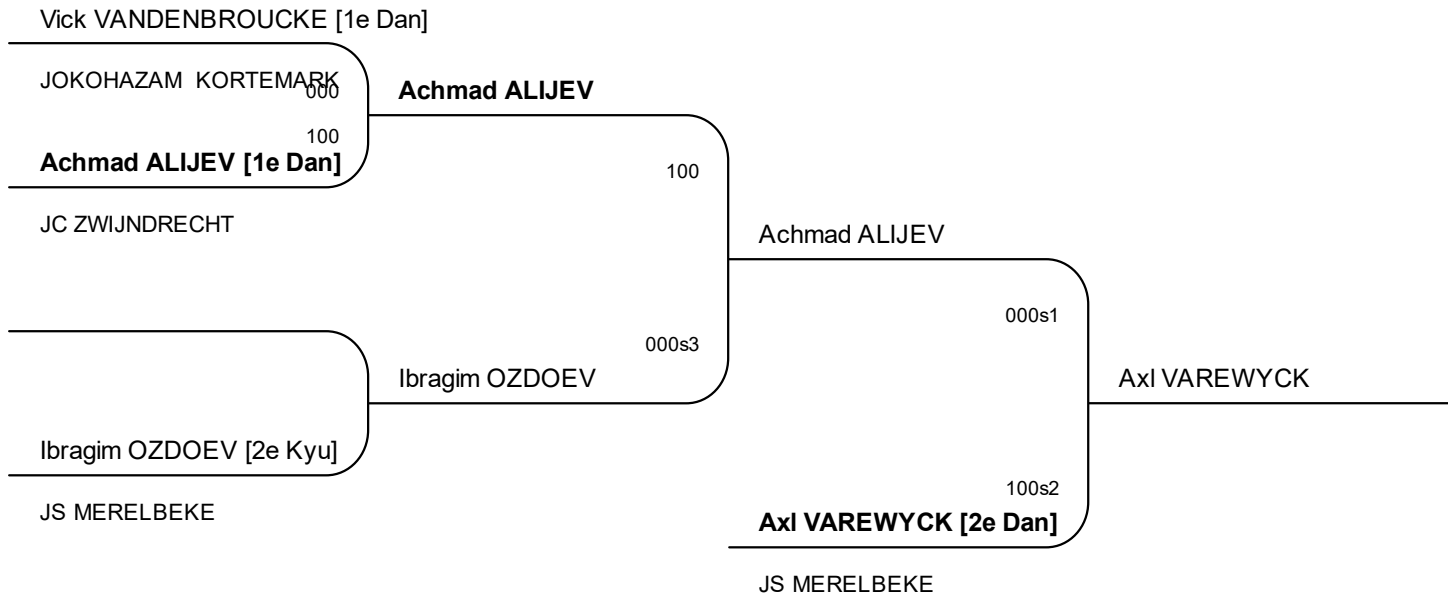 Vick VANDENBROUCKE [1e Dan]
JOKOHAZAM KORTEMARK
000
Achmad ALIJEV
100
Achmad ALIJEV [1e Dan]
100
JC ZWIJNDRECHT
Achmad ALIJEV
000s1
000s3
Ibragim OZDOEV
Axl VAREWYCK
Ibragim OZDOEV [2e Kyu]
100s2
JS MERELBEKE
Axl VAREWYCK [2e Dan]
JS MERELBEKE